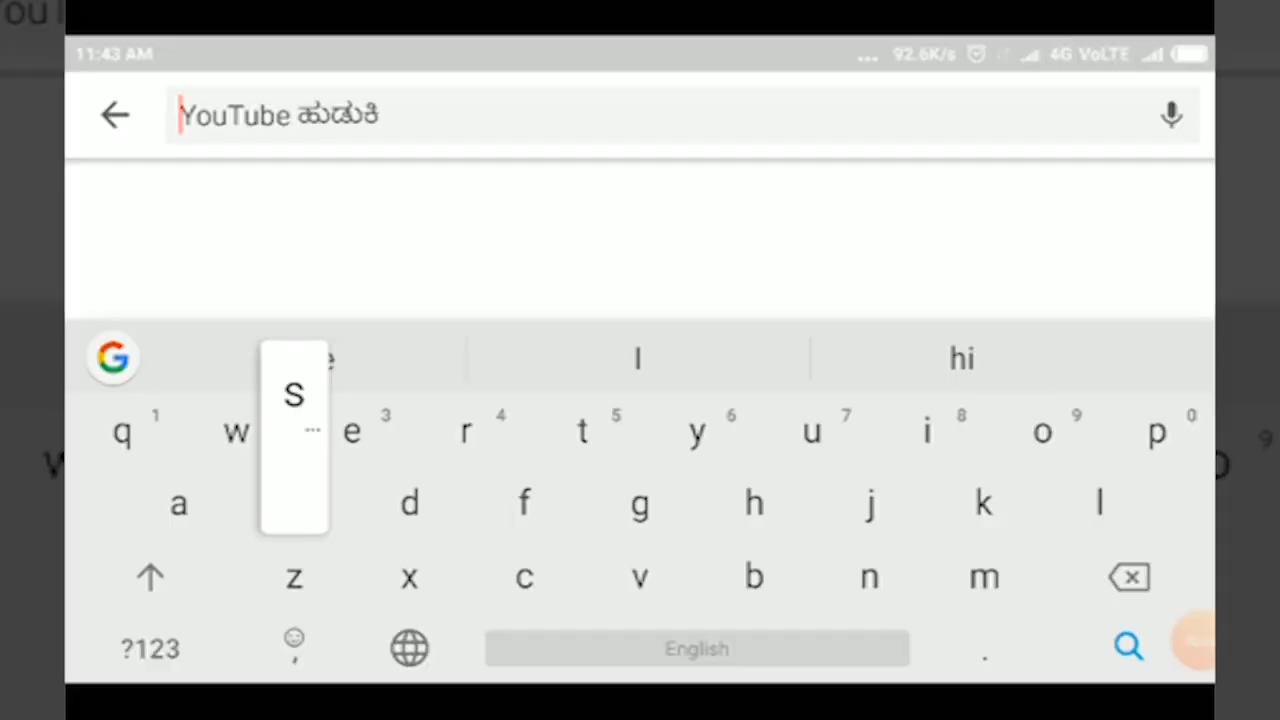 11:43 AM ... 92.6K/s 4G VoLTE
YouTube ಹುಡುಕಿ
I hi
q 1 w e 3 r 4 t 5 y 6 u 7 i 8 o 9 p 0
S
...
a d f g h j k l
z x c v b n m
?123 , English .